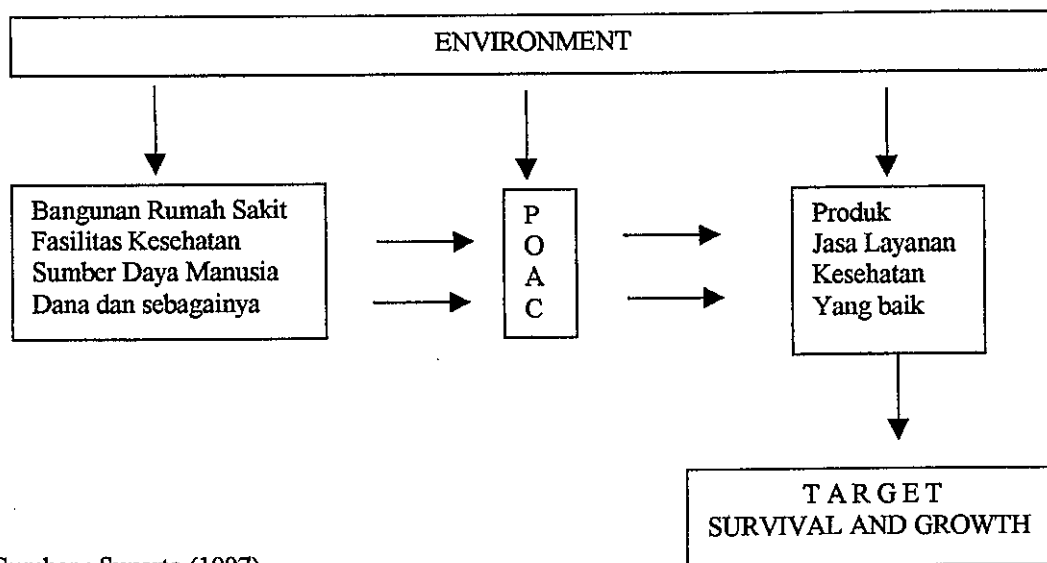 ENVIRONMENT
Bangunan Rumah Sakit
Fasilitas Kesehatan
Sumber Daya Manusia
Dana dan sebagainya
P
O
A
C
Produk
Jasa Layanan
Kesehatan
Yang baik
T A R G E T
SURVIVAL AND GROWTH
(1997)